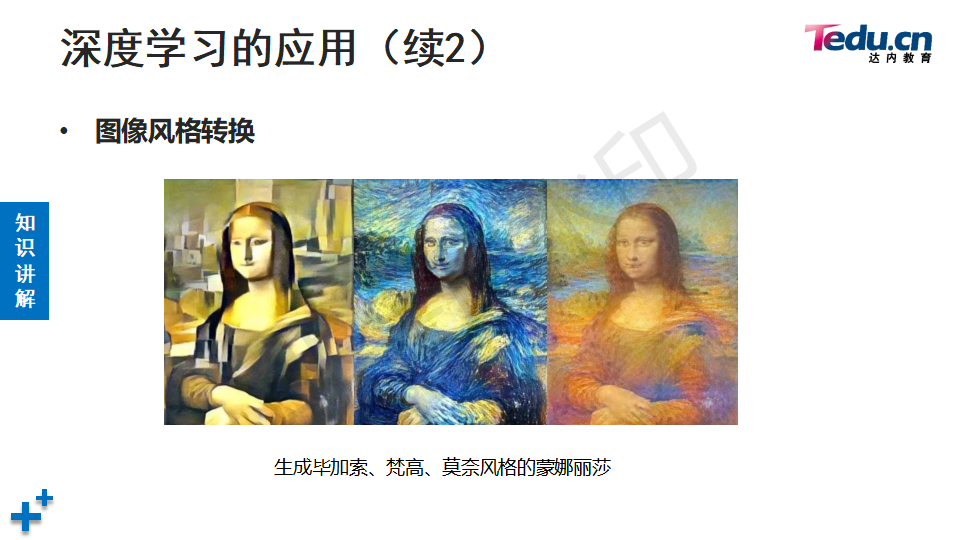 深度学习的应用（续2）
Tedu.cn
达内教育
• 图像风格转换
印
知
识
讲
解
生成毕加索、梵高、莫奈风格的蒙娜丽莎